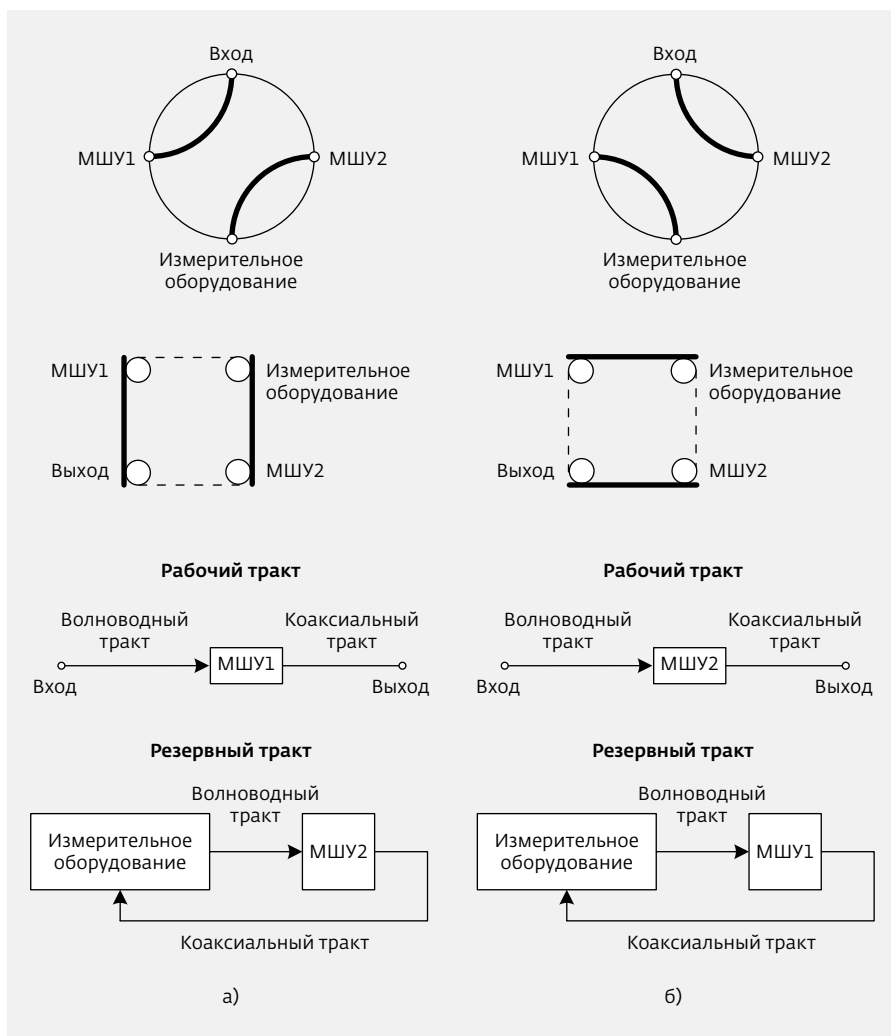 Вход
МШУ1
МШУ2
Измерительное
оборудование
Вход
МШУ1
МШУ2
Измерительное
оборудование
МШУ1
Измерительное
оборудование
Выход
МШУ2
МШУ1
Измерительное
оборудование
Выход
МШУ2
Рабочий тракт
Волноводный
тракт
Коаксиальный
тракт
МШУ1
Вход
Выход
Рабочий тракт
Волноводный
тракт
Коаксиальный
тракт
МШУ2
Вход
Выход
Резервный тракт
Волноводный
тракт
Измерительное
оборудование
МШУ2
Коаксиальный тракт
Резервный тракт
Волноводный
тракт
Измерительное
оборудование
МШУ1
Коаксиальный тракт
а)
б)